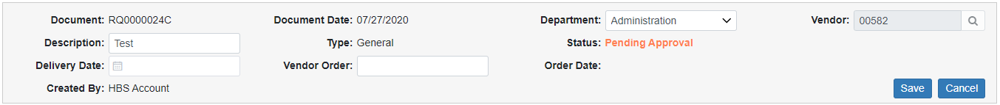 Document: RQ0000024C Document Date: 07/27/2020 Department: Administration Vendor: 00582
Description: Test Type: General Status: Pending Approval
Delivery Date: Vendor Order: Order Date:
Created By: HBS Account Save Cancel